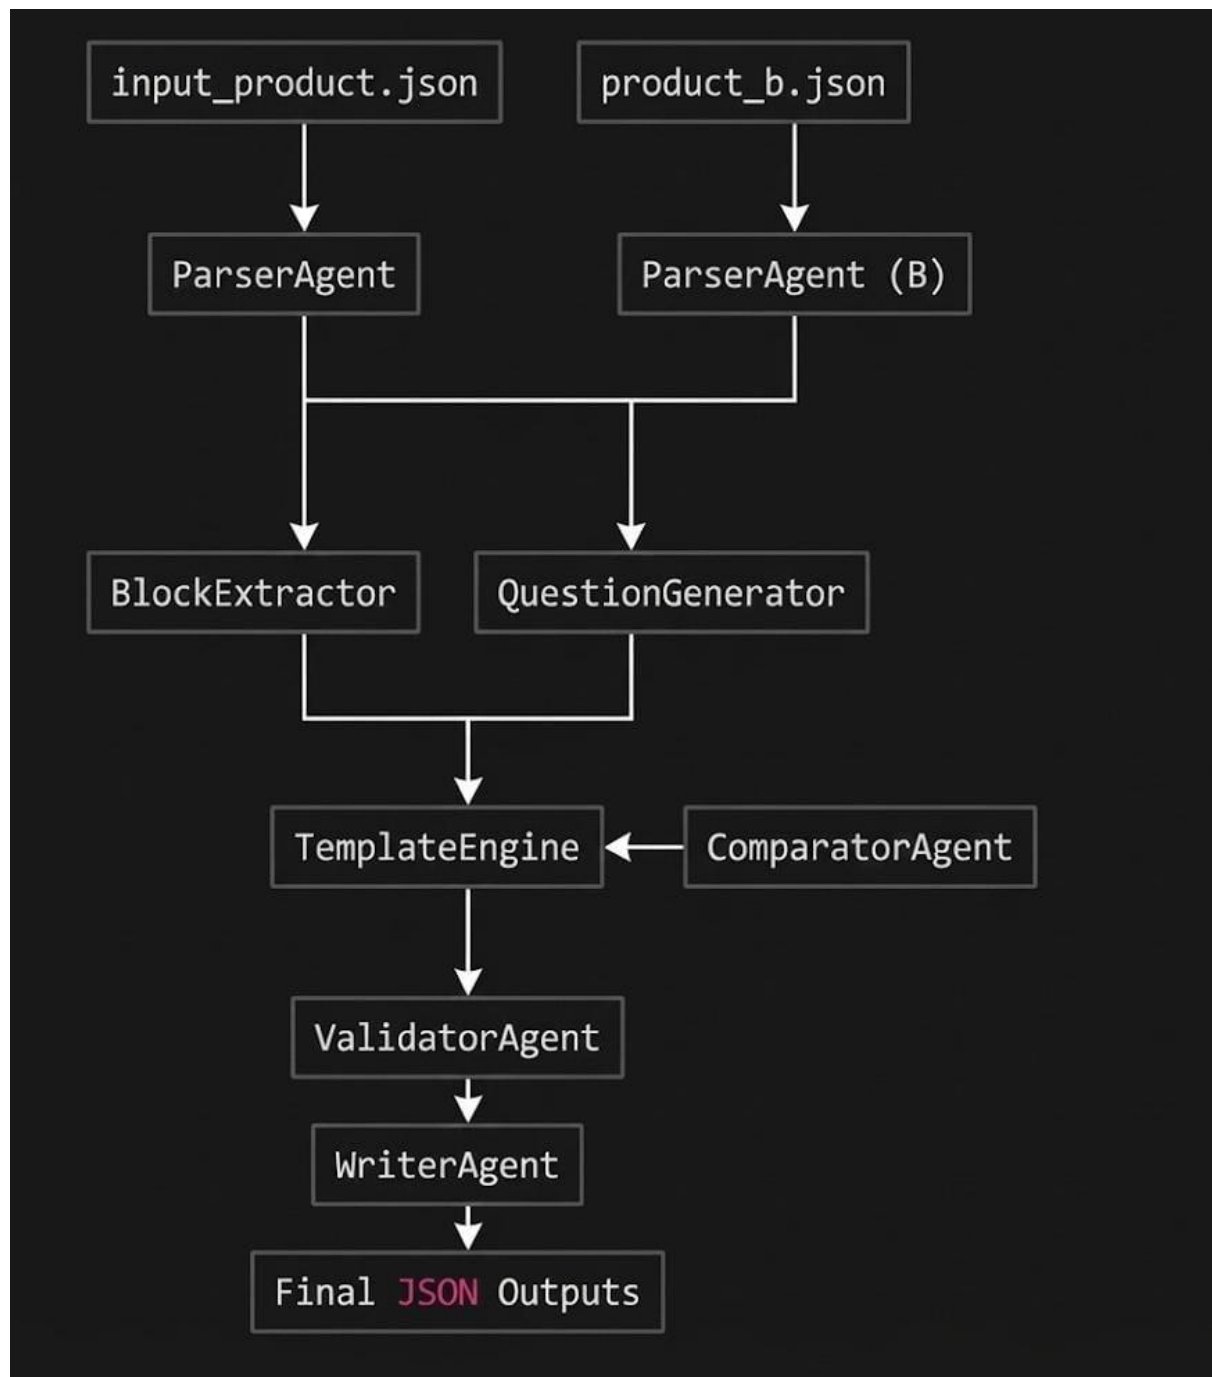 input_product.json
product_b.json
ParserAgent
ParserAgent (B)
BlockExtractor
QuestionGenerator
TemplateEngine
ComparatorAgent
ValidatorAgent
WriterAgent
Final JSON Outputs